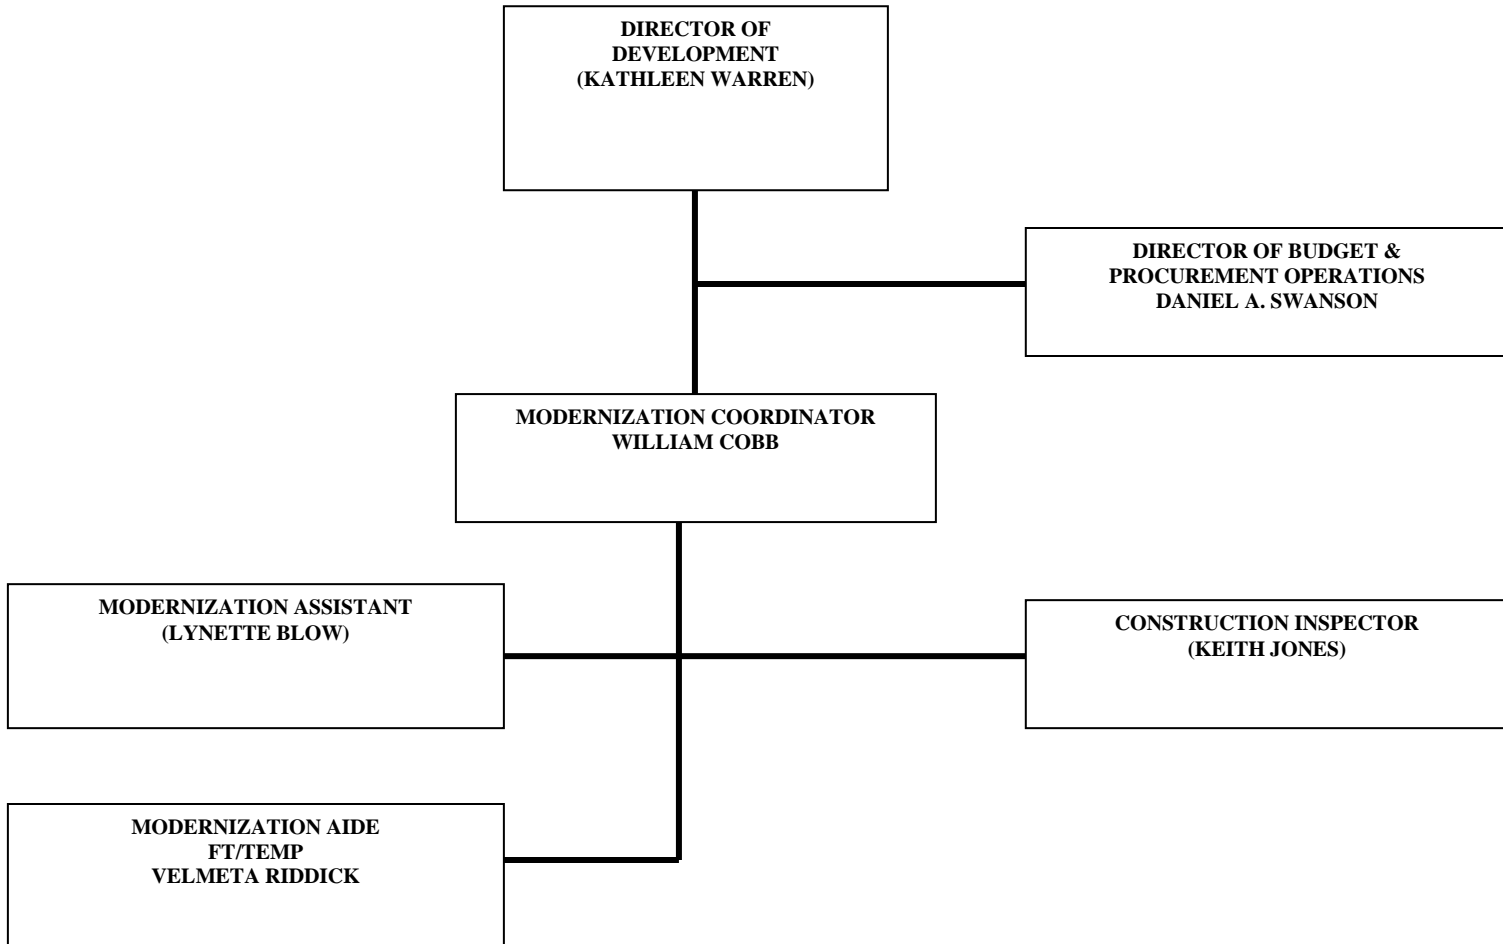 DIRECTOR OF
DEVELOPMENT
(KATHLEEN WARREN)
DIRECTOR OF BUDGET &
PROCUREMENT OPERATIONS
DANIEL A. SWANSON
MODERNIZATION COORDINATOR
WILLIAM COBB
MODERNIZATION ASSISTANT
(LYNETTE BLOW)
CONSTRUCTION INSPECTOR
(KEITH JONES)
MODERNIZATION AIDE
FT/TEMP
VELMETA RIDDICK